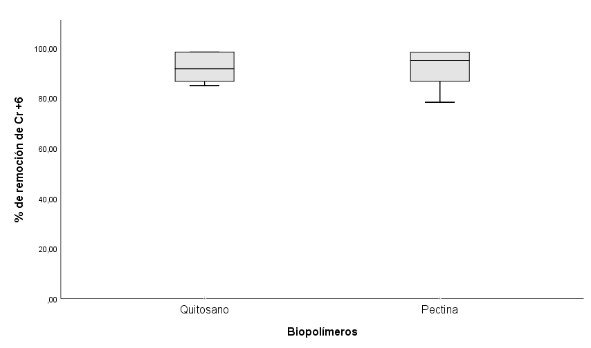 % de remoción de Cr +6
100,00
80,00
60,00
40,00
20,00
,00
Quitosano
Pectina
Biopolímeros